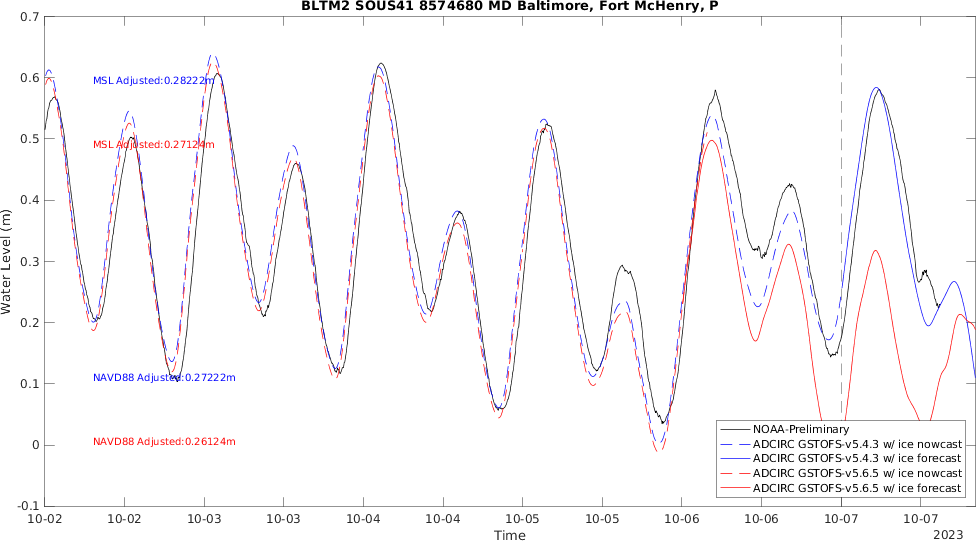 BLTM2 SOUS41 8574680 MD Baltimore, Fort McHenry, P
0.7
0.6
0.5
0.4
0.3
0.2
0.1
0
-0.1
Water Level (m)
MSL Adjusted:0.28222m
MSL Adjusted:0.27124m
NAVD88 Adjusted:0.27222m
NAVD88 Adjusted:0.26124m
NOAA-Preliminary
ADCIRC GSTOFS-v5.4.3 w/ ice nowcast
ADCIRC GSTOFS-v5.4.3 w/ ice forecast
ADCIRC GSTOFS-v5.6.5 w/ ice nowcast
ADCIRC GSTOFS-v5.6.5 w/ ice forecast
10-02 10-02 10-03 10-03 10-04 10-04 10-05 10-05 10-06 10-06 10-07 10-07
Time
2023